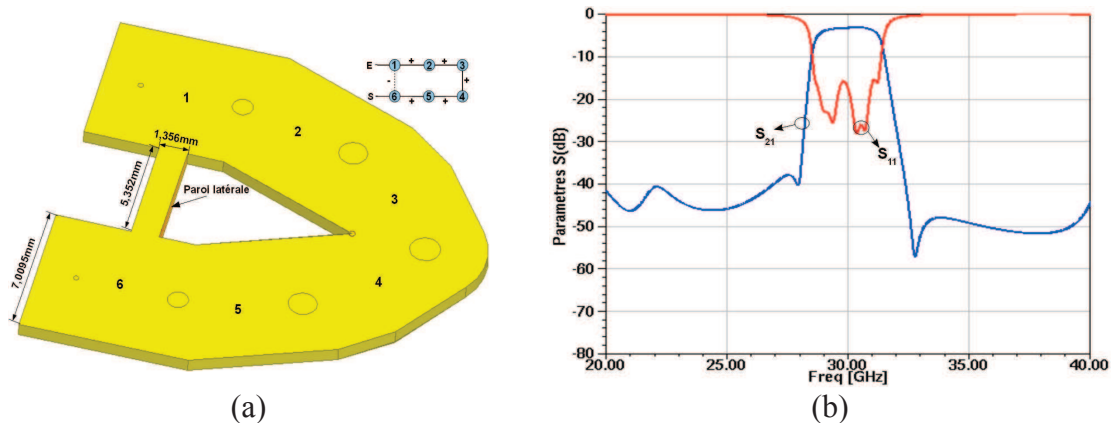 E 1 + 2 + 3
- +
S 6 + 5 + 4
1
2
3
4
5
6
1,356mm
5,352mm
7,0095mm
Paroi latérale
(a)
0
-10
-20
-30
-40
-50
-60
-70
-80
Parametres S(dB)
S21
S11
20.00 25.00 30.00 35.00 40.00
Freq [GHz]
(b)